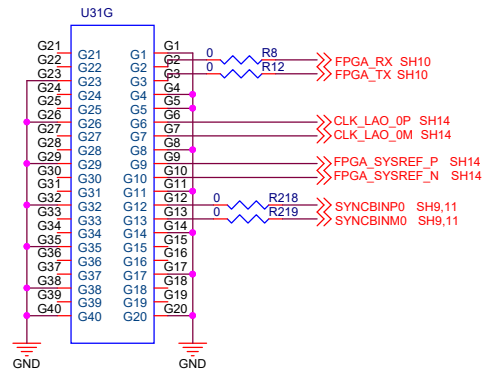 U31G
G21 G21 G1 G1
G22 G22 G2 G2 0 R8 FPGA_RX SH10
G23 G23 G3 G3 0 R12 FPGA_TX SH10
G24 G24 G4 G4
G25 G25 G5 G5
G26 G26 G6 G6 CLK_LAO_0P SH14
G27 G27 G7 G7 CLK_LAO_0M SH14
G28 G28 G8 G8
G29 G29 G9 G9 FPGA_SYSREF_P SH14
G30 G30 G10 G10 FPGA_SYSREF_N SH14
G31 G31 G11 G11
G32 G32 G12 G12 0 R218 SYNCBINP0 SH9,11
G33 G33 G13 G13 0 R219 SYNCBINM0 SH9,11
G34 G34 G14 G14
G35 G35 G15 G15
G36 G36 G16 G16
G37 G37 G17 G17
G38 G38 G18 G18
G39 G39 G19 G19
G40 G40 G20 G20
GND GND